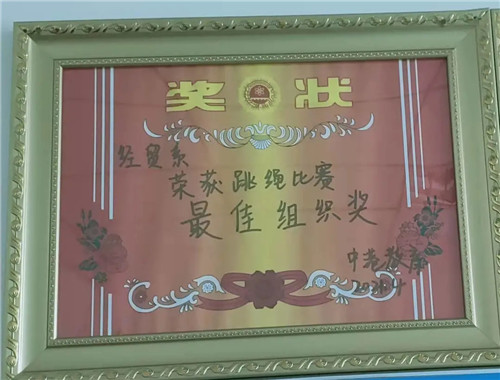 奖状
经贸系
荣获跳绳比赛
最佳组织奖